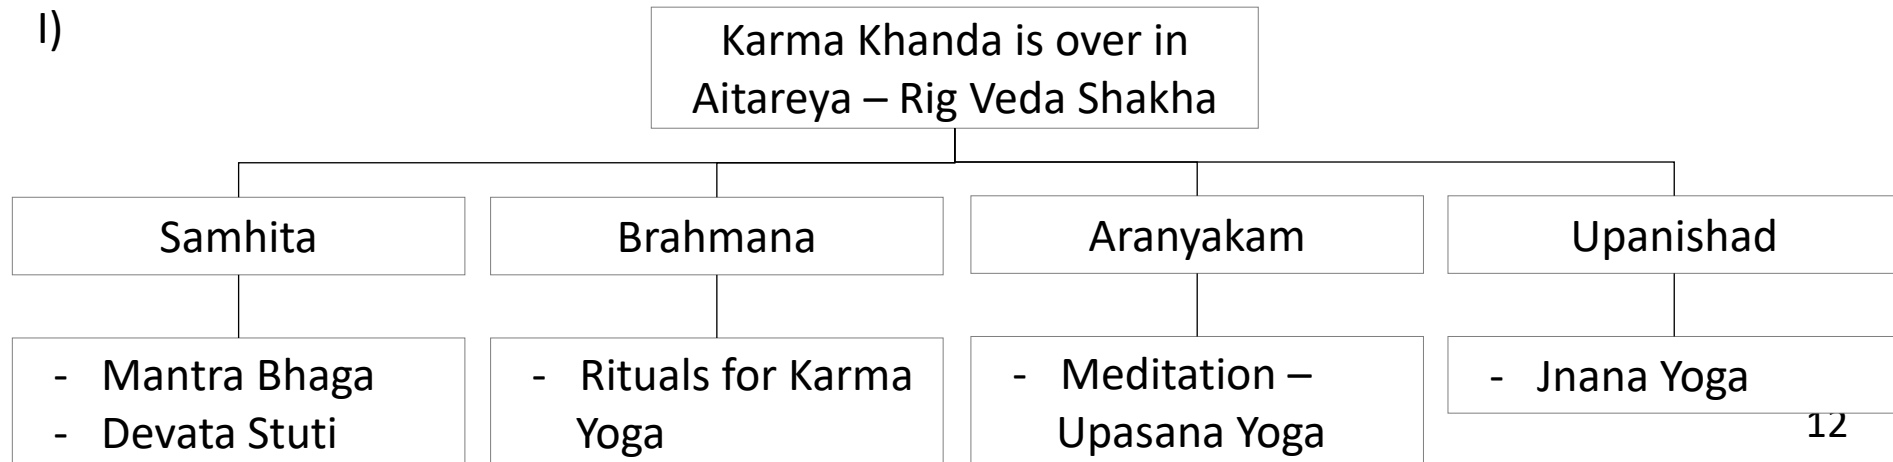 I)
Karma Khanda is over in
Aitareya – Rig Veda Shakha
Samhita
Brahmana
Aranyakam
Upanishad
- Mantra Bhaga
- Devata Stuti
- Rituals for Karma
Yoga
- Meditation –
Upasana Yoga
- Jnana Yoga
12